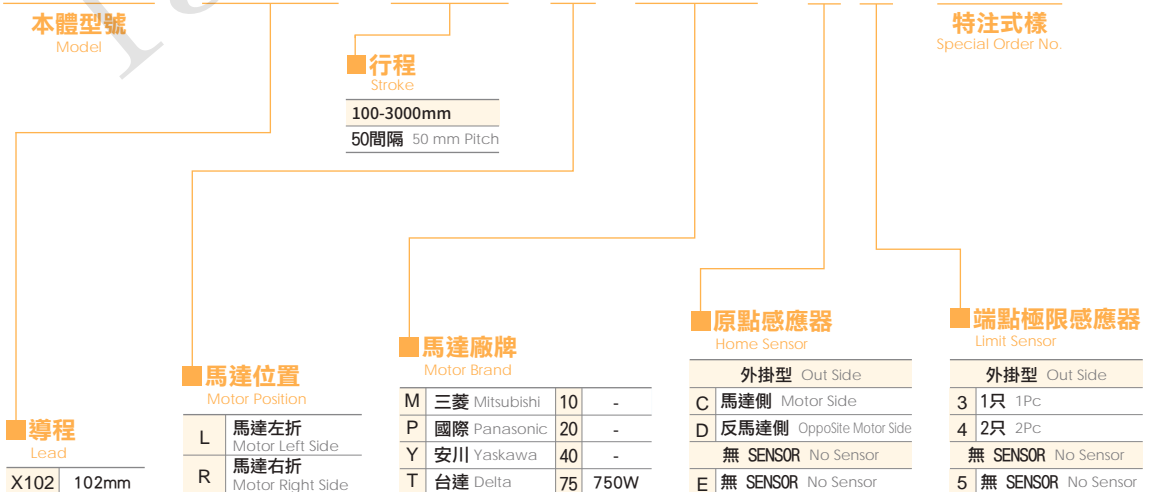 本體型號
Model
特注式樣
Special Order No.
行程
Stroke
100-3000mm
50間隔 50 mm Pitch
導程
Lead
X102 102mm
馬達位置
Motor Position
L 馬達左折
Motor Left Side
R 馬達右折
Motor Right Side
馬達廠牌
Motor Brand
M 三菱 Mitsubishi 10 -
P 國際 Panasonic 20 -
Y 安川 Yaskawa 40 -
T 台達 Delta 75 750W
原點感應器
Home Sensor
外掛型 Out Side
C 馬達側 Motor Side
D 反馬達側 OppoSite Motor Side
無 SENSOR No Sensor
E 無 SENSOR No Sensor
端點極限感應器
Limit Sensor
外掛型 Out Side
3 1只 1Pc
4 2只 2Pc
無 SENSOR No Sensor
5 無 SENSOR No Sensor